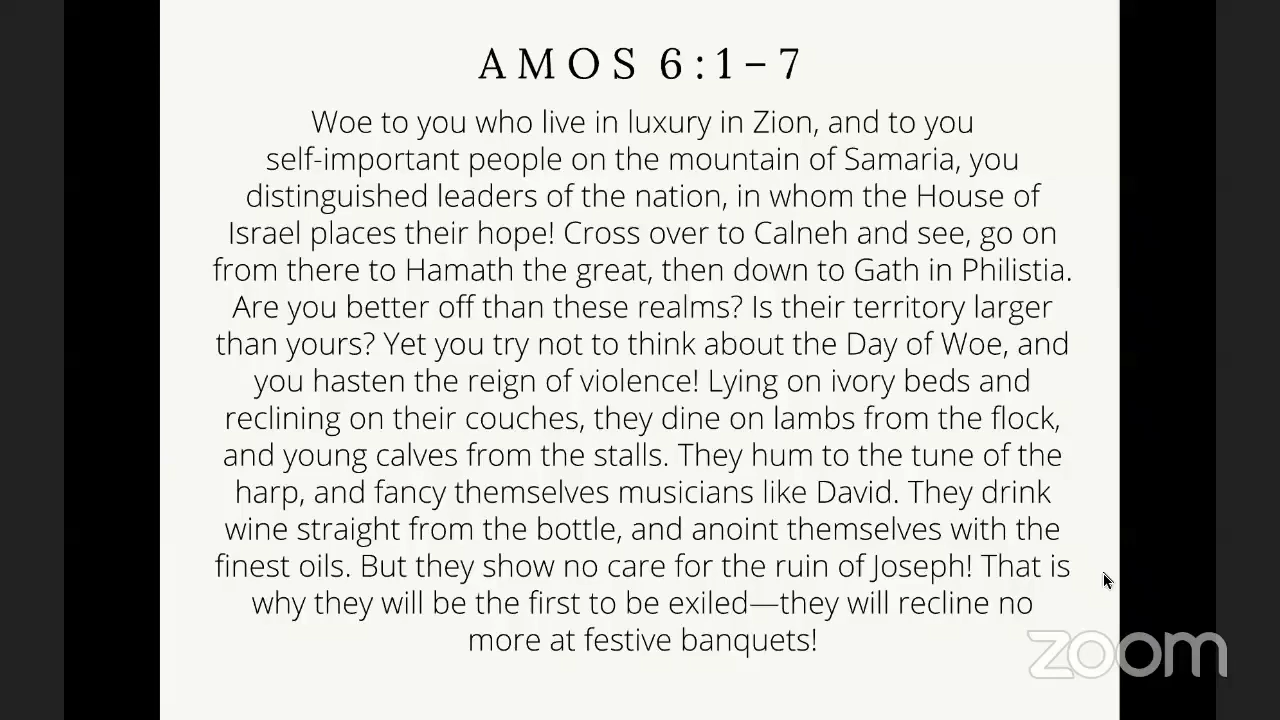 AMOS 6:1–7
Woe to you who live in luxury in Zion, and to you
self-important people on the mountain of Samaria, you
distinguished leaders of the nation, in whom the House of
Israel places their hope! Cross over to Calneh and see, go on
from there to Hamath the great, then down to Gath in Philistia.
Are you better off than these realms? Is their territory larger
than yours? Yet you try not to think about the Day of Woe, and
you hasten the reign of violence! Lying on ivory beds and
reclining on their couches, they dine on lambs from the flock,
and young calves from the stalls. They hum to the tune of the
harp, and fancy themselves musicians like David. They drink
wine straight from the bottle, and anoint themselves with the
finest oils. But they show no care for the ruin of Joseph! That is
why they will be the first to be exiled—they will recline no
more at festive banquets!
zoom